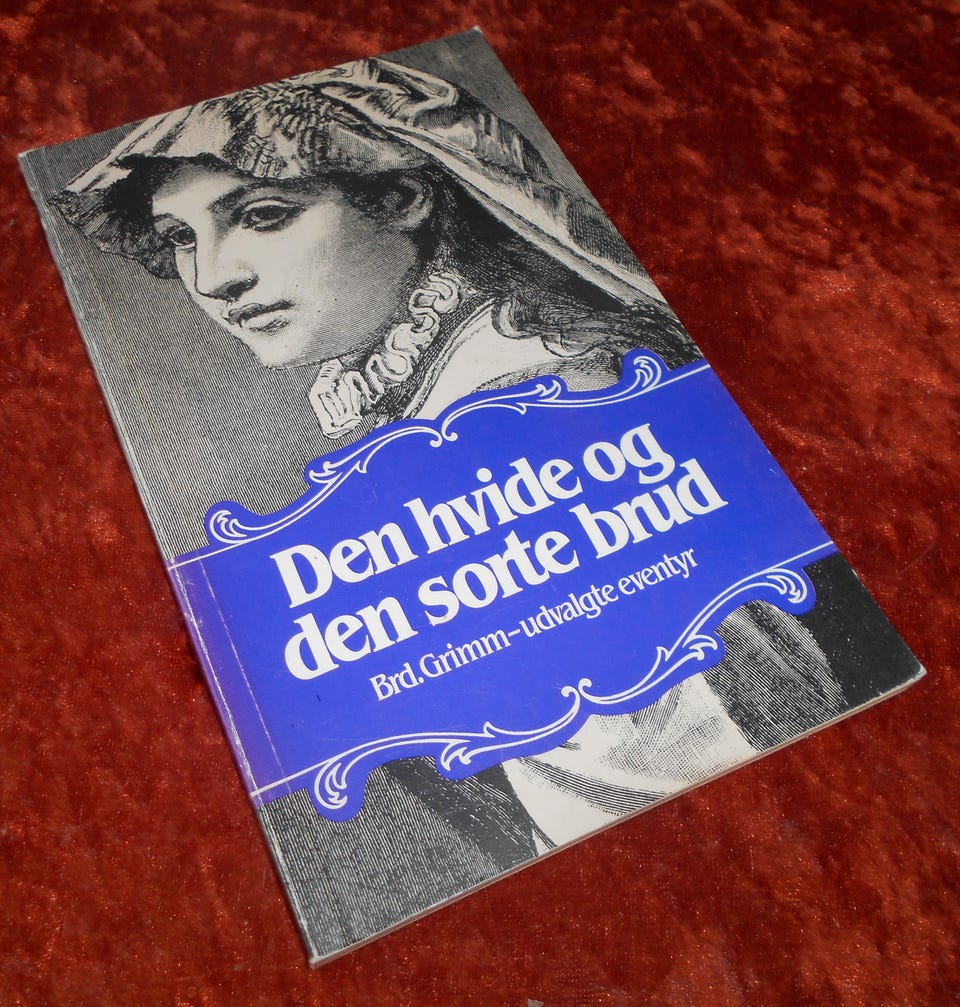 Den hvide og
den sorte brud
Brd. Grimm-udvalgte eventyr